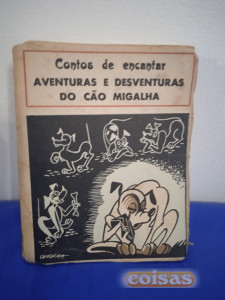 Contos de encantar
AVENTURAS E DESVENTURAS
DO CÃO MIGALHA
coisas